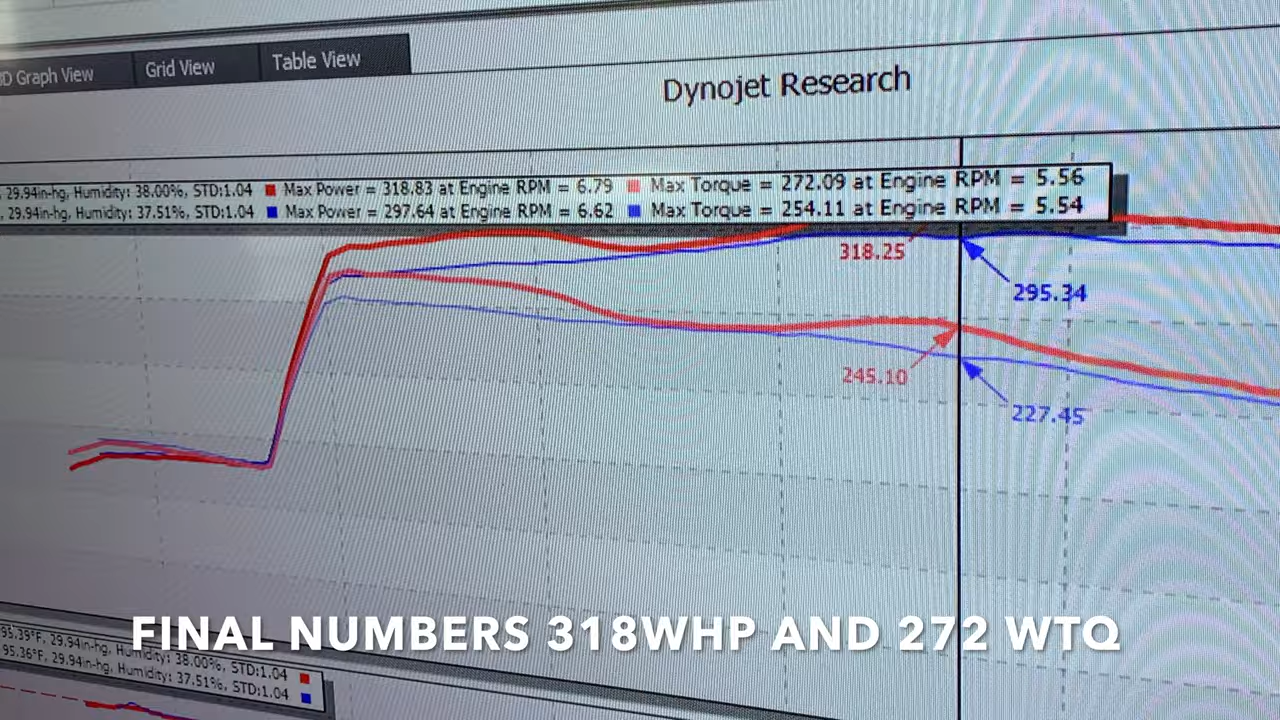 3D Graph View
Grid View
Table View
Dynojet Research
29.94in-hg, Humidity: 38.00%, STD:1.04 Max Power = 318.83 at Engine RPM = 6.79 Max Torque = 272.09 at Engine RPM = 5.56
29.94in-hg, Humidity: 37.51%, STD:1.04 Max Power = 297.64 at Engine RPM = 6.62 Max Torque = 254.11 at Engine RPM = 5.54
318.25
295.34
245.10
227.45
FINAL NUMBERS 318WHP AND 272 WTQ
95.39°F, 29.94in-hg, Humidity: 38.00%, STD:1.04
95.36°F, 29.94in-hg, Humidity: 37.51%, STD:1.04